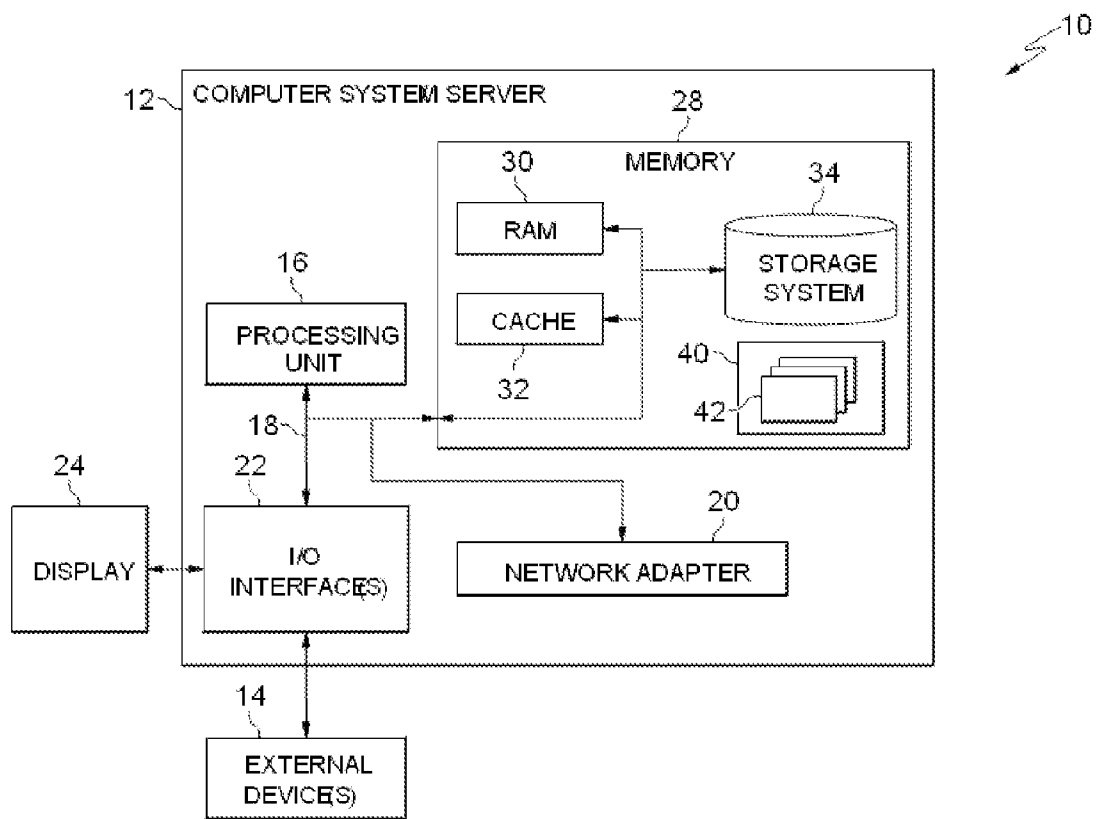 10
12
COMPUTER SYSTEM SERVER
28
MEMORY
30
34
RAM
STORAGE
SYSTEM
16
CACHE
PROCESSING
UNIT
32
40
42
18
24
22
20
DISPLAY
I/O
INTERFACE(S)
NETWORK ADAPTER
14
EXTERNAL
DEVICE(S)